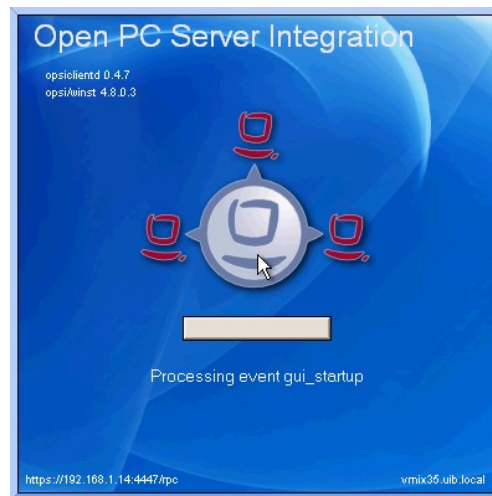 Open PC Server Integration
opsiclientd 0.4.7
opsi/winst 4.8.0.3
Processing event gui_startup
https://192.168.1.14:4447/rpc
vmix35.uib.local